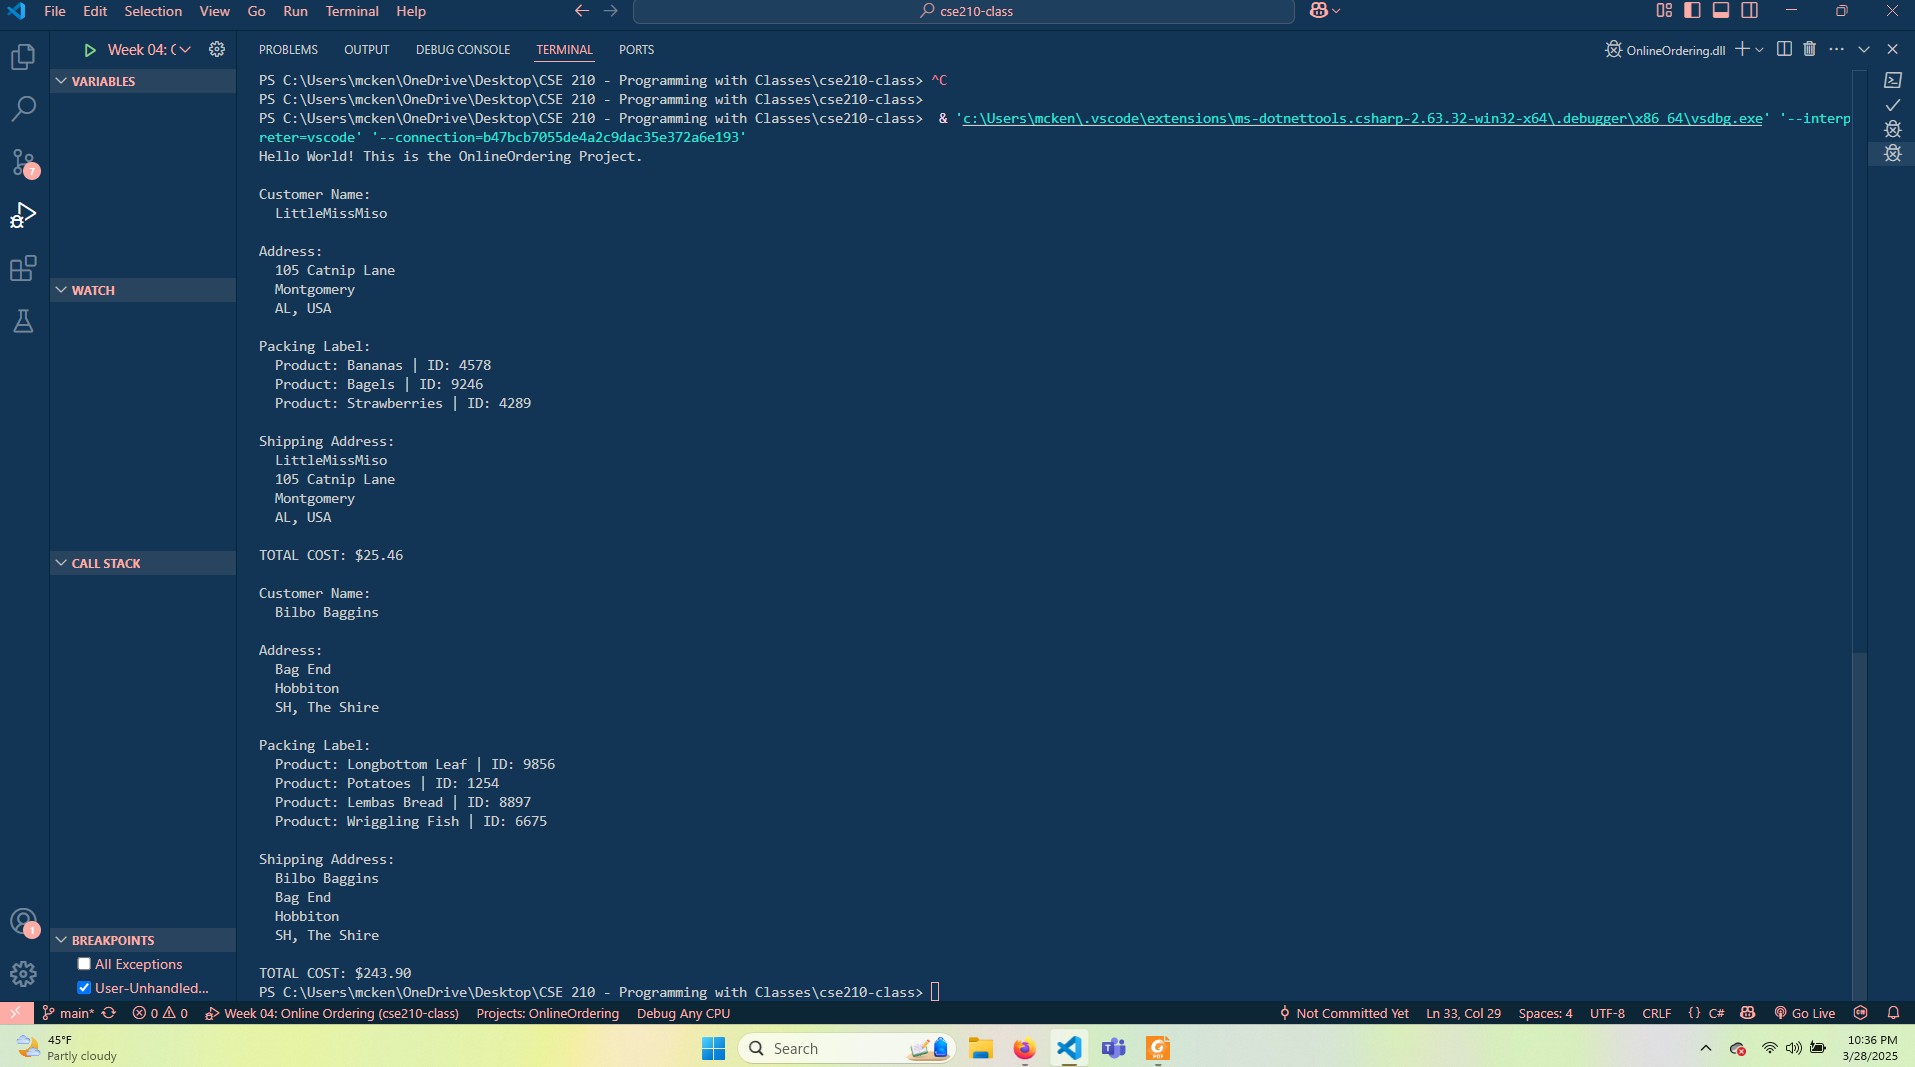 File Edit Selection View Go Run Terminal Help
cse210-class
Week 04: C
PROBLEMS OUTPUT DEBUG CONSOLE TERMINAL PORTS
OnlineOrdering.dll
VARIABLES
WATCH
CALL STACK
BREAKPOINTS
All Exceptions
User-Unhandled...
7
1
PS C:\Users\mcken\OneDrive\Desktop\CSE 210 - Programming with Classes\cse210-class> ^C
PS C:\Users\mcken\OneDrive\Desktop\CSE 210 - Programming with Classes\cse210-class>
PS C:\Users\mcken\OneDrive\Desktop\CSE 210 - Programming with Classes\cse210-class>  & 'c:\Users\mcken\.vscode\extensions\ms-dotnettools.csharp-2.63.32-win32-x64\.debugger\x86_64\vsdbg.exe' '--interp
reter=vscode' '--connection=b47bcb7055de4a2c9dac35e372a6e193'
Hello World! This is the OnlineOrdering Project.
Customer Name:
LittleMissMiso
Address:
105 Catnip Lane
Montgomery
AL, USA
Packing Label:
Product: Bananas | ID: 4578
Product: Bagels | ID: 9246
Product: Strawberries | ID: 4289
Shipping Address:
LittleMissMiso
105 Catnip Lane
Montgomery
AL, USA
TOTAL COST: $25.46
Customer Name:
Bilbo Baggins
Address:
Bag End
Hobbiton
SH, The Shire
Packing Label:
Product: Longbottom Leaf | ID: 9856
Product: Potatoes | ID: 1254
Product: Lembas Bread | ID: 8897
Product: Wriggling Fish | ID: 6675
Shipping Address:
Bilbo Baggins
Bag End
Hobbiton
SH, The Shire
TOTAL COST: $243.90
PS C:\Users\mcken\OneDrive\Desktop\CSE 210 - Programming with Classes\cse210-class>
main* 0 0 Week 04: Online Ordering (cse210-class) Projects: OnlineOrdering Debug Any CPU Not Committed Yet Ln 33, Col 29 Spaces: 4 UTF-8 CRLF {} C# Go Live
45°F
Partly cloudy
Search
10:36 PM
3/28/2025